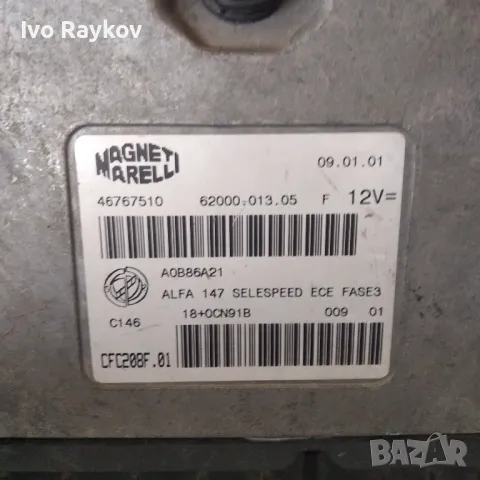 Ivo Raykov
MAGNETI MARELLI
09.01.01
46767510 62000.013.05 F 12V=
A0B86A21
ALFA 147 SELESPEED ECE FASE3
C146 18+0CN91B 009 01
CFC208F.01
BAZAR